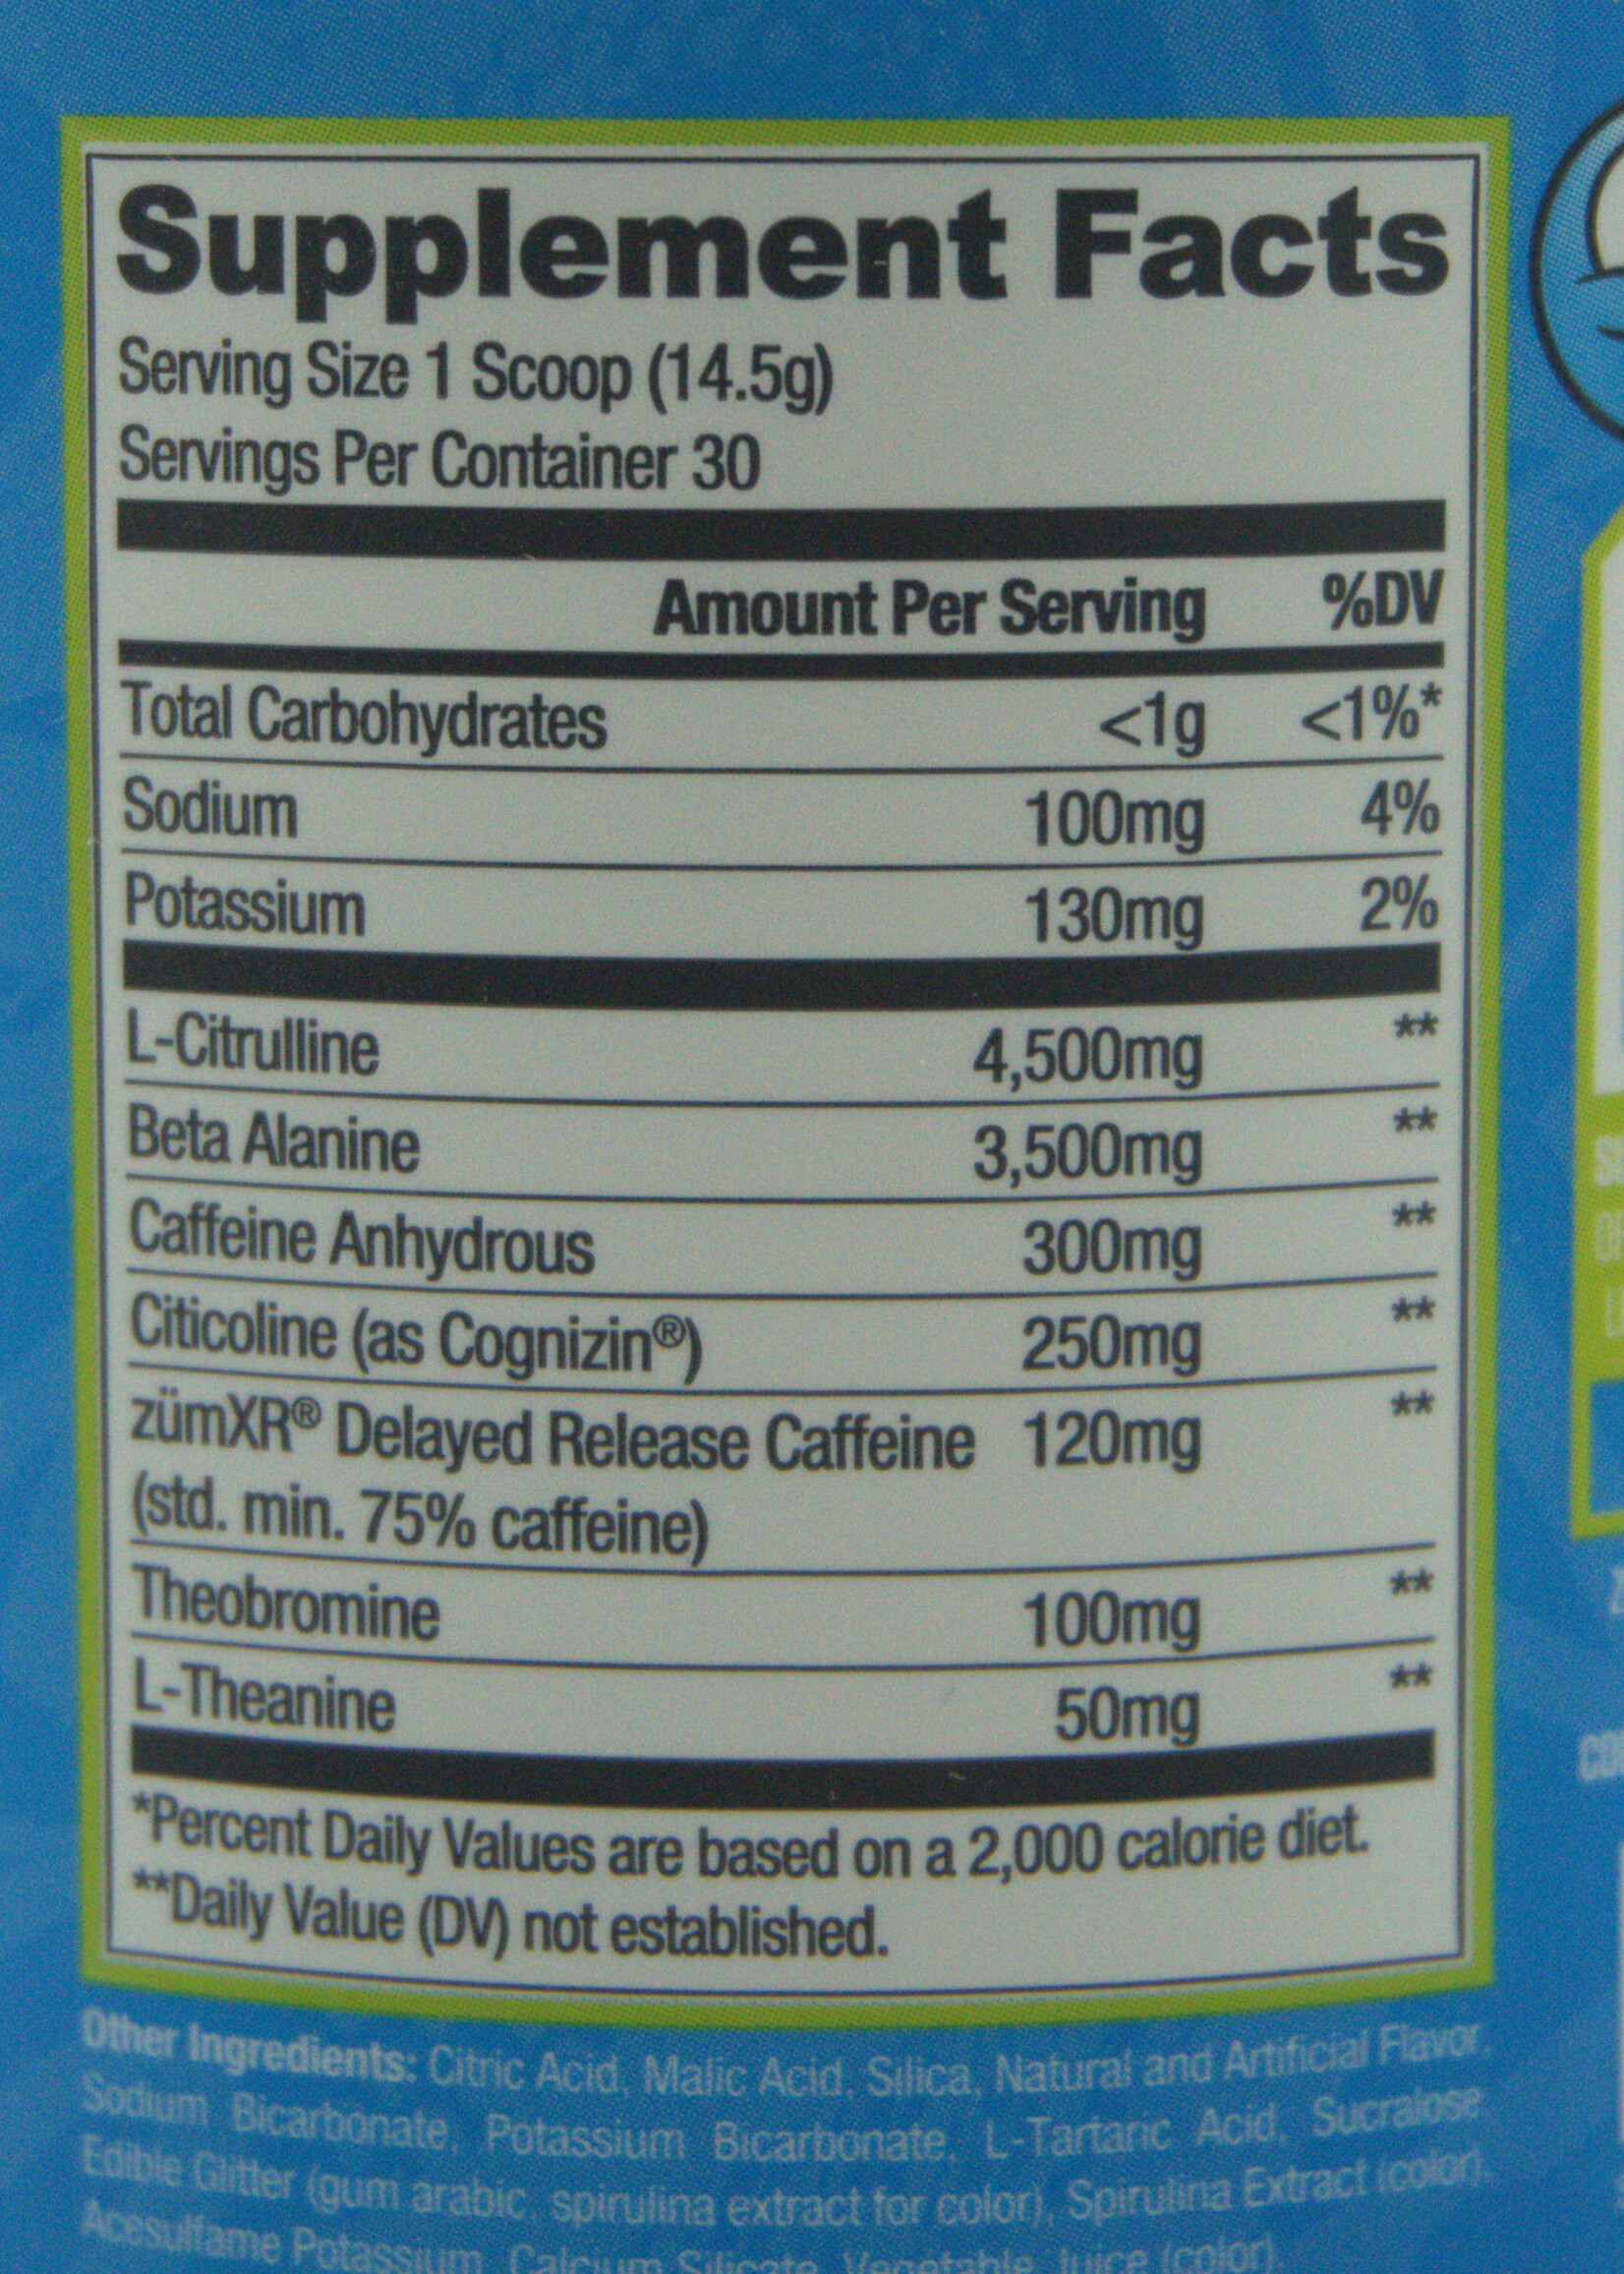 Supplement Facts
Serving Size 1 Scoop (14.5g)
Servings Per Container 30
Amount Per Serving %DV
Total Carbohydrates <1g <1%*
Sodium 100mg 4%
Potassium 130mg 2%
L-Citrulline 4,500mg **
Beta Alanine 3,500mg **
Caffeine Anhydrous 300mg **
Citicoline (as Cognizin®) 250mg **
zümXR® Delayed Release Caffeine 120mg **
(std. min. 75% caffeine)
Theobromine 100mg **
L-Theanine 50mg **
*Percent Daily Values are based on a 2,000 calorie diet.
**Daily Value (DV) not established.
Other Ingredients: Citric Acid, Malic Acid, Silica, Natural and Artificial Flavor,
Sodium Bicarbonate, Potassium Bicarbonate, L-Tartaric Acid, Sucralose
Edible Glitter (gum arabic, spirulina extract for color), Spirulina Extract (color),
Acesulfame Potassium, Calcium Silicate, Vegetable Juice (color).